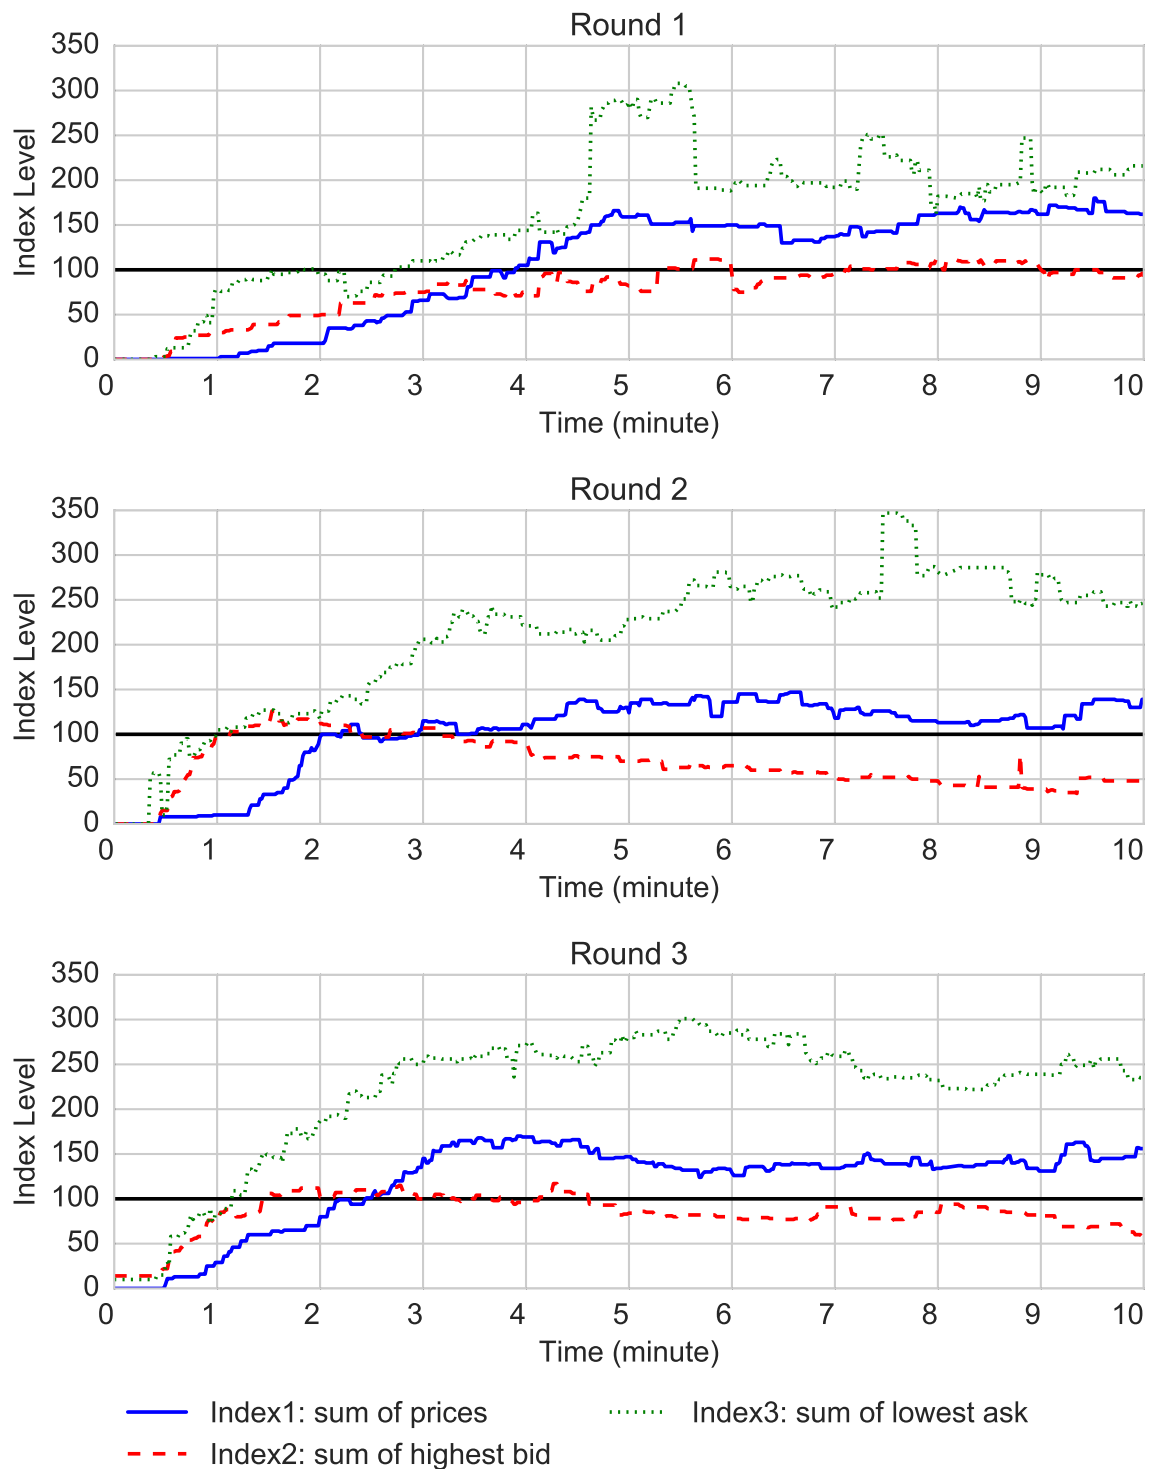 Round 1
350
300
250
200
150
100
50
0
Index Level
0 1 2 3 4 5 6 7 8 9 10
Time (minute)
Round 2
350
300
250
200
150
100
50
0
Index Level
0 1 2 3 4 5 6 7 8 9 10
Time (minute)
Round 3
350
300
250
200
150
100
50
0
Index Level
0 1 2 3 4 5 6 7 8 9 10
Time (minute)
Index1: sum of prices
Index2: sum of highest bid
Index3: sum of lowest ask